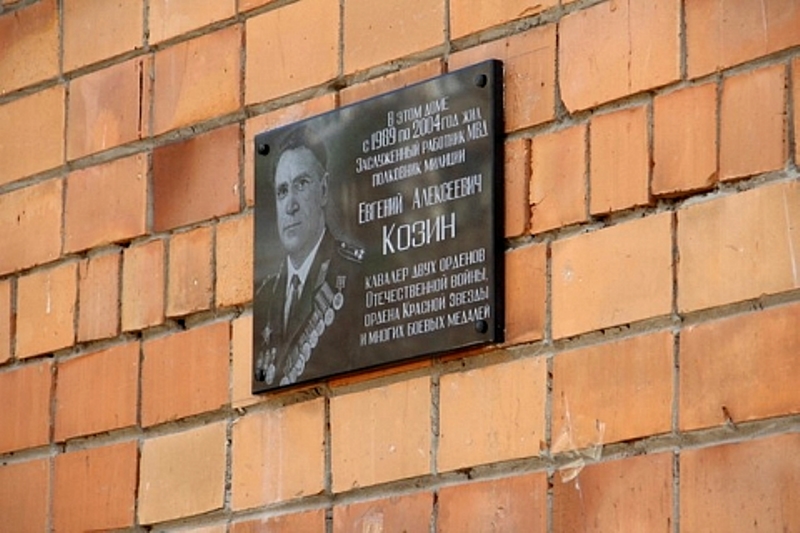 В этом доме
с 1989 по 2004 год жил
Заслуженный работник МВД
полковник милиции
Евгений Алексеевич
Козин
кавалер двух орденов
Отечественной войны,
ордена Красной Звезды
и многих боевых медалей